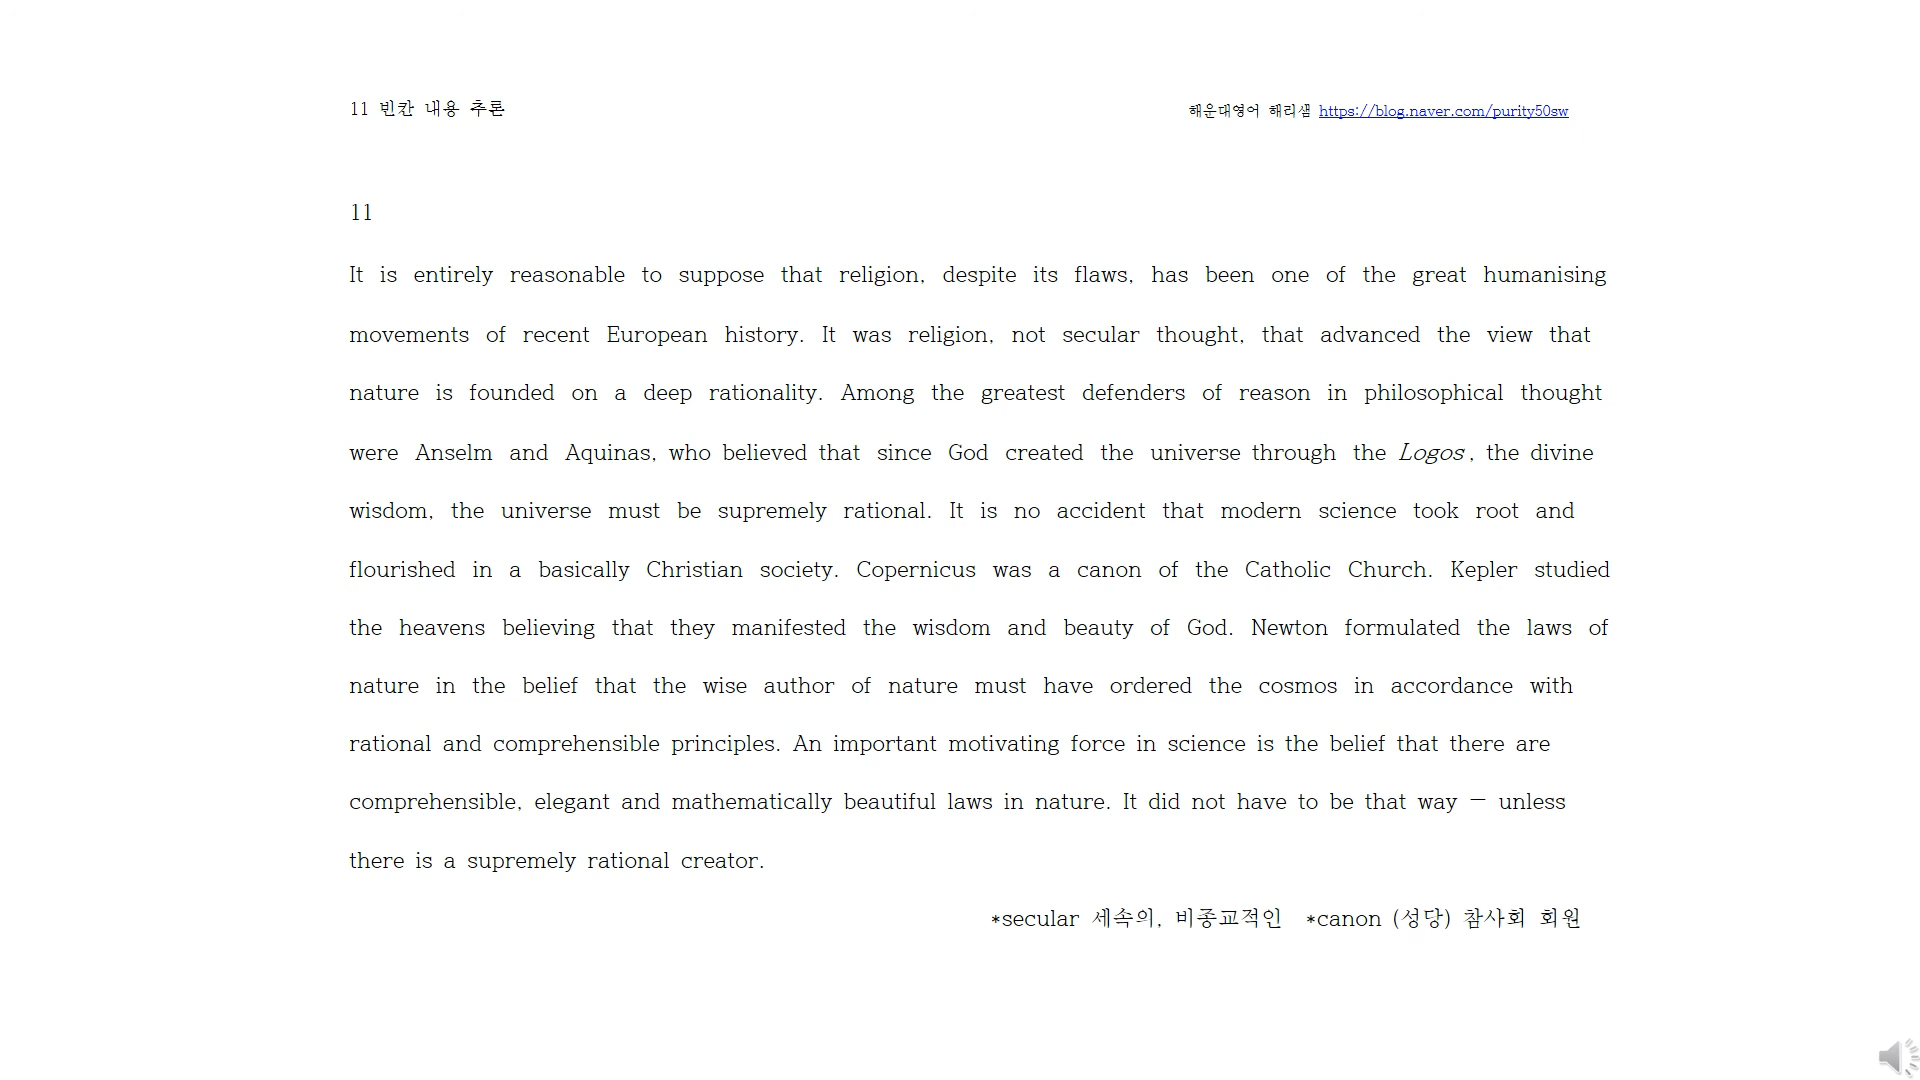 11 빈칸 내용 추론
해운대영어 해리샘 https://blog.naver.com/purity50sw
11
It is entirely reasonable to suppose that religion, despite its flaws, has been one of the great humanising
movements of recent European history. It was religion, not secular thought, that advanced the view that
nature is founded on a deep rationality. Among the greatest defenders of reason in philosophical thought
were Anselm and Aquinas, who believed that since God created the universe through the Logos, the divine
wisdom, the universe must be supremely rational. It is no accident that modern science took root and
flourished in a basically Christian society. Copernicus was a canon of the Catholic Church. Kepler studied
the heavens believing that they manifested the wisdom and beauty of God. Newton formulated the laws of
nature in the belief that the wise author of nature must have ordered the cosmos in accordance with
rational and comprehensible principles. An important motivating force in science is the belief that there are
comprehensible, elegant and mathematically beautiful laws in nature. It did not have to be that way — unless
there is a supremely rational creator.
*secular 세속의, 비종교적인 *canon (성당) 참사회 회원